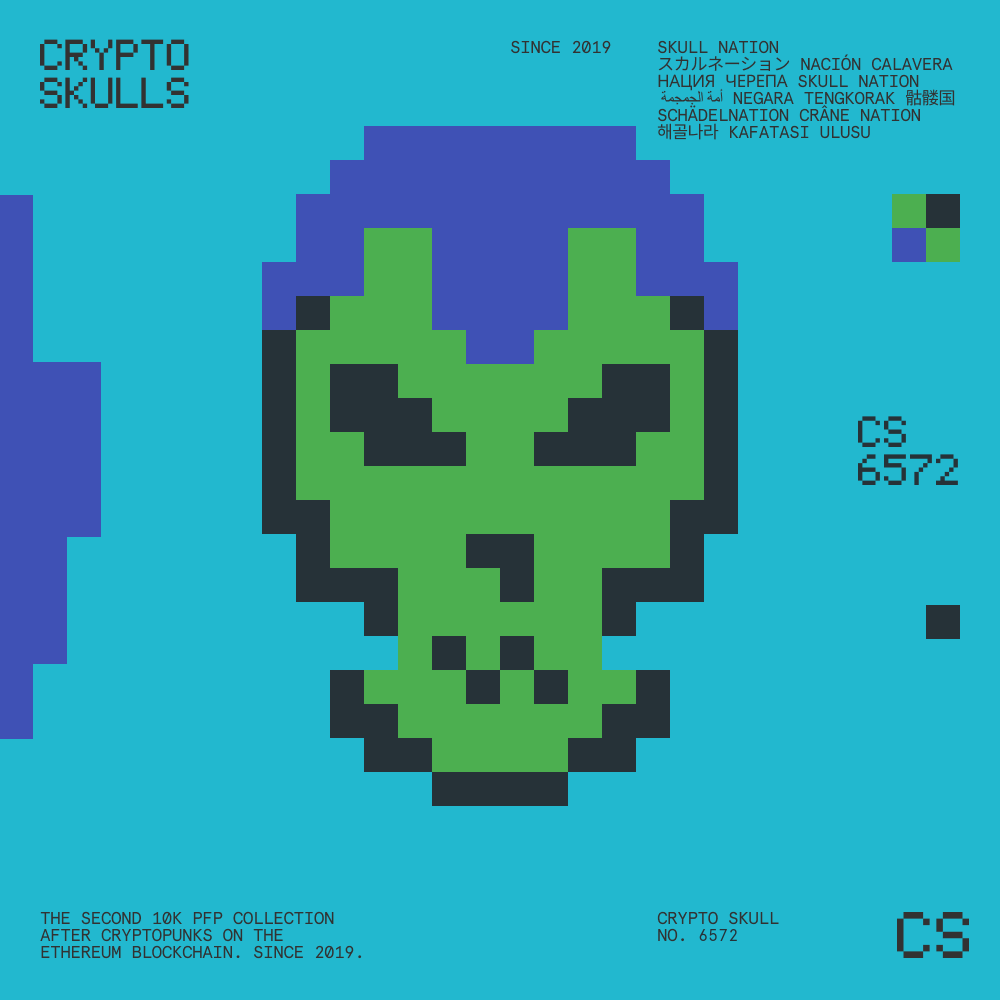 CRYPTO
SKULLS
SINCE 2019
SKULL NATION
スカルネーション NACIÓN CALAVERA
НАЦИЯ ЧЕРЕПА SKULL NATION
أمة الجمجمة NEGARA TENGKORAK 骷髅国
SCHÄDELNATION CRÂNE NATION
해골나라 KAFATASI ULUSU
CS
6572
THE SECOND 10K PFP COLLECTION
AFTER CRYPTOPUNKS ON THE
ETHEREUM BLOCKCHAIN. SINCE 2019.
CRYPTO SKULL
NO. 6572
CS